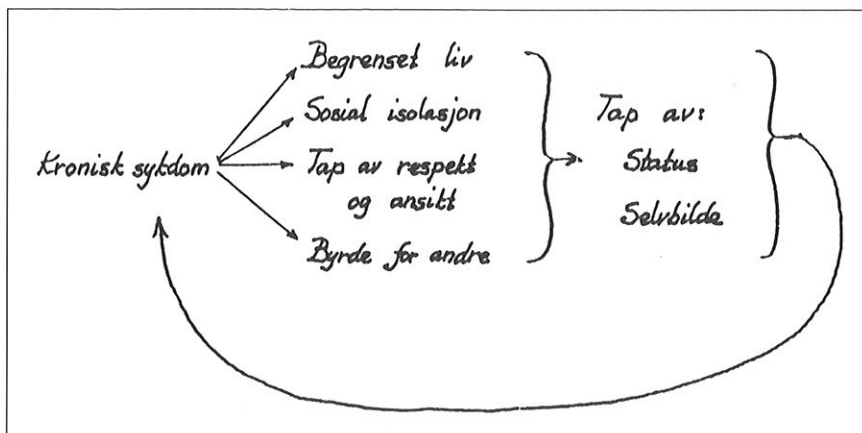 Begrenset liv
Sosial isolasjon
Kronisk sykdom
Tap av respekt
og ansikt
Byrde for andre
Tap av:
Status
Selvbilde